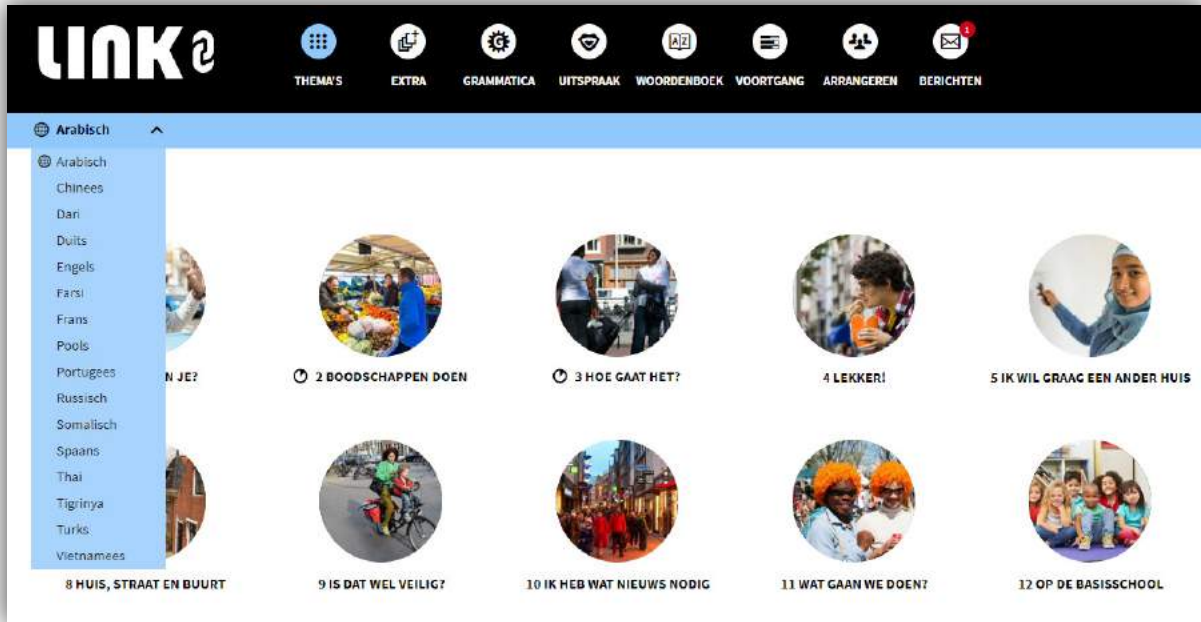 LINK
THEMA'S
EXTRA
GRAMMATICA
UITSPRAAK
WOORDENBOEK
VOORTGANG
ARRANGEREN
BERICHTEN
1
G
AZ
Arabisch
Arabisch
Chinees
Dari
Duits
Engels
Farsi
Frans
Pools
Portugees
Russisch
Somalisch
Spaans
Thai
Tigrinya
Turks
Vietnamees
N JE?
2 BOODSCHAPPEN DOEN
3 HOE GAAT HET?
4 LEKKER!
5 IK WIL GRAAG EEN ANDER HUIS
8 HUIS, STRAAT EN BUURT
9 IS DAT WEL VEILIG?
10 IK HEB WAT NIEUWS NODIG
11 WAT GAAN WE DOEN?
12 OP DE BASISSCHOOL